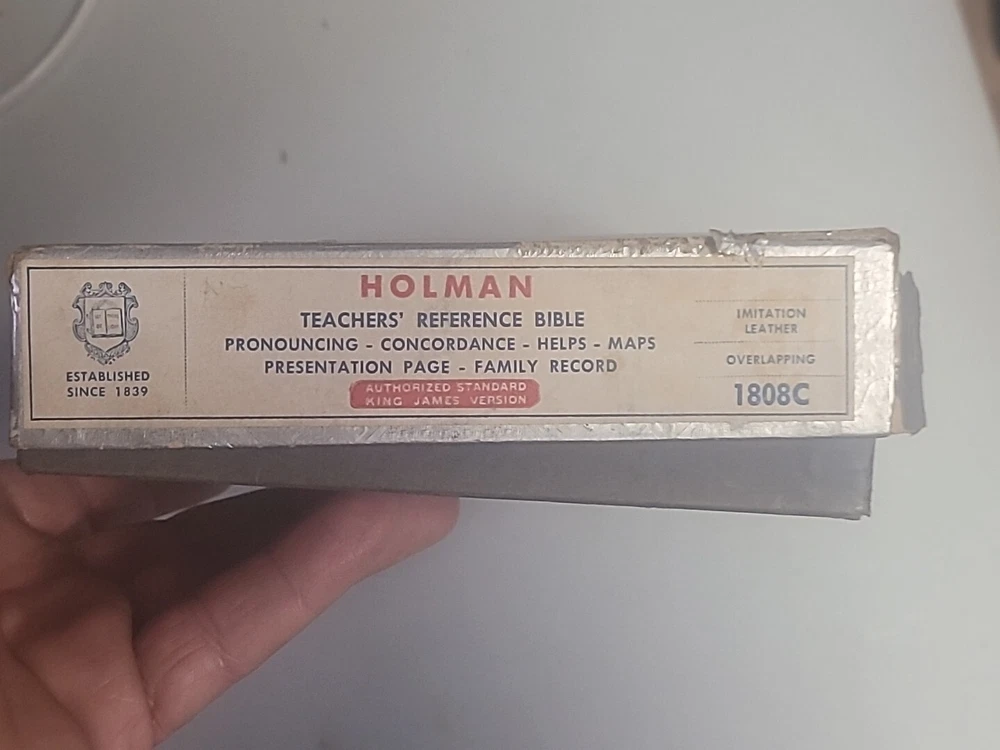 ESTABLISHED
SINCE 1839
HOLMAN
TEACHERS' REFERENCE BIBLE
PRONOUNCING - CONCORDANCE - HELPS - MAPS
PRESENTATION PAGE - FAMILY RECORD
AUTHORIZED STANDARD
KING JAMES VERSION
IMITATION
LEATHER
OVERLAPPING
1808C